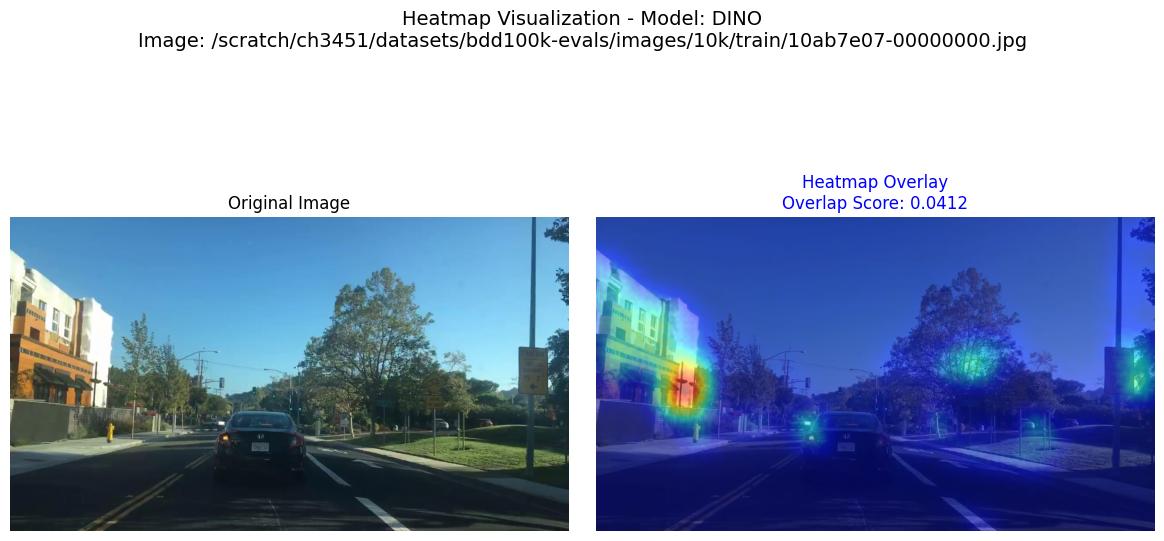 Heatmap Visualization - Model: DINO
Image: /scratch/ch3451/datasets/bdd100k-evals/images/10k/train/10ab7e07-00000000.jpg
Original Image
Heatmap Overlay
Overlap Score: 0.0412